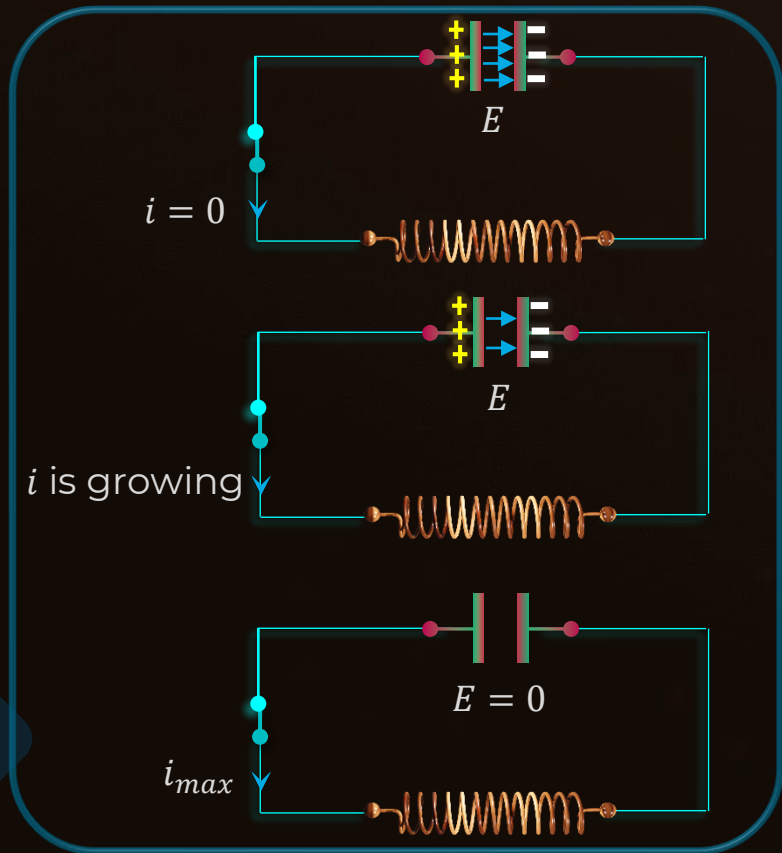 E
i = 0
E
i is growing
E = 0
i_max